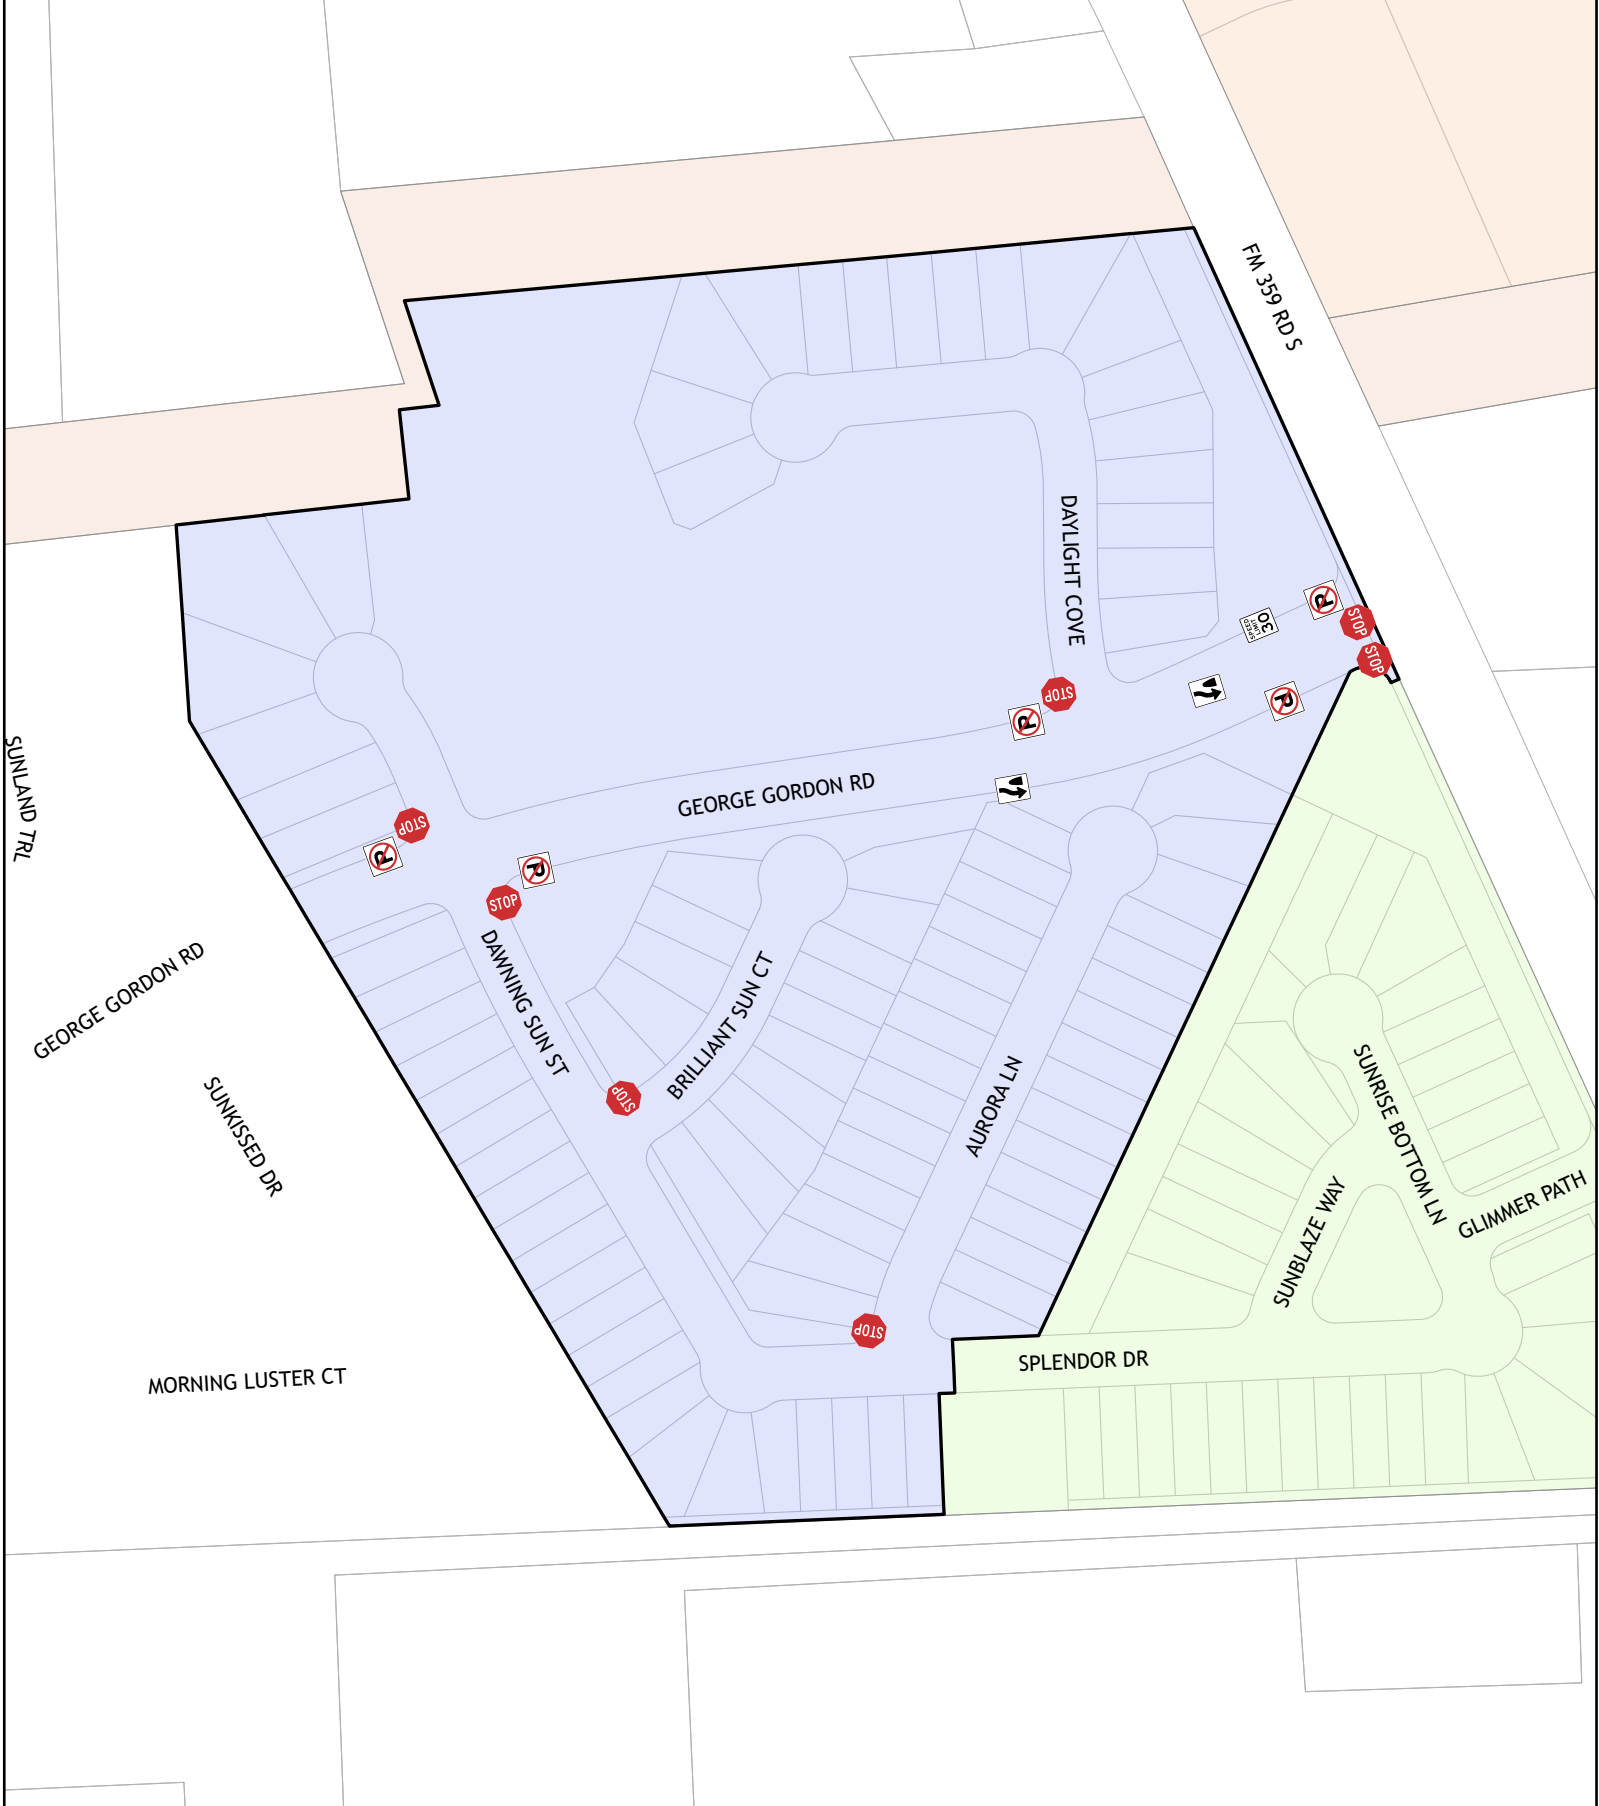 FM 359 RD S
DAYLIGHT COVE
P
STOP
SPEED
LIMIT
30
STOP
STOP
P
P
SUNLAND TRL
GEORGE GORDON RD
STOP
P
P
STOP
DAWNING SUN ST
BRILLIANT SUN CT
GEORGE GORDON RD
AURORA LN
SUNRISE BOTTOM LN
STOP
SUNKISSED DR
SUNBLAZE WAY
GLIMMER PATH
STOP
SPLENDOR DR
MORNING LUSTER CT